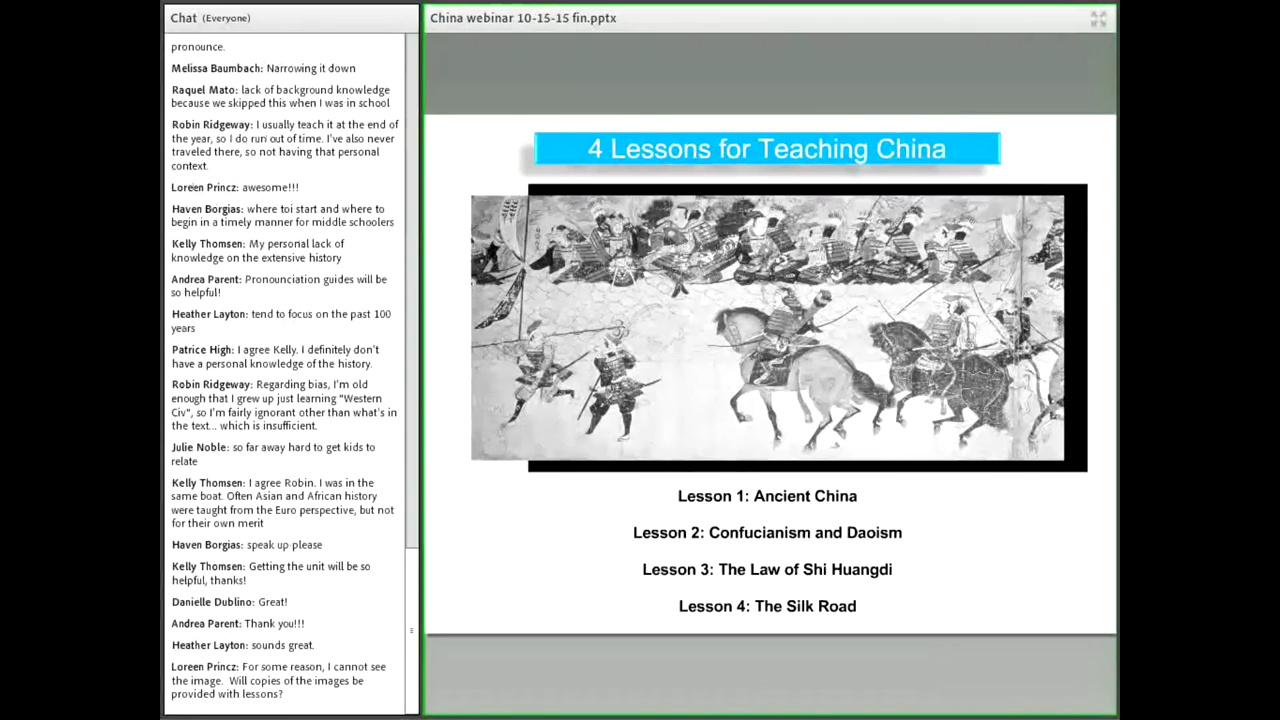 Chat (Everyone)
pronounce.
Melissa Baumbach: Narrowing it down
Raquel Mato: lack of background knowledge
because we skipped this when I was in school
Robin Ridgeway: I usually teach it at the end of
the year, so I do run out of time. I've also never
traveled there, so not having that personal
context.
Loreen Princz: awesome!!!
Haven Borgias: where toi start and where to
begin in a timely manner for middle schoolers
Kelly Thomsen: My personal lack of
knowledge on the extensive history
Andrea Parent: Pronounciation guides will be
so helpful!
Heather Layton: tend to focus on the past 100
years
Patrice High: I agree Kelly. I definitely don't
have a personal knowledge of the history.
Robin Ridgeway: Regarding bias, I'm old
enough that I grew up just learning "Western
Civ", so I'm fairly ignorant other than what's in
the text... which is insufficient.
Julie Noble: so far away hard to get kids to
relate
Kelly Thomsen: I agree Robin. I was in the
same boat. Often Asian and African history
were taught from the Euro perspective, but not
for their own merit
Haven Borgias: speak up please
Kelly Thomsen: Getting the unit will be so
helpful, thanks!
Danielle Dublino: Great!
Andrea Parent: Thank you!!!
Heather Layton: sounds great.
Loreen Princz: For some reason, I cannot see
the image. Will copies of the images be
provided with lessons?
China webinar 10-15-15 fin.pptx
4 Lessons for Teaching China
Lesson 1: Ancient China
Lesson 2: Confucianism and Daoism
Lesson 3: The Law of Shi Huangdi
Lesson 4: The Silk Road